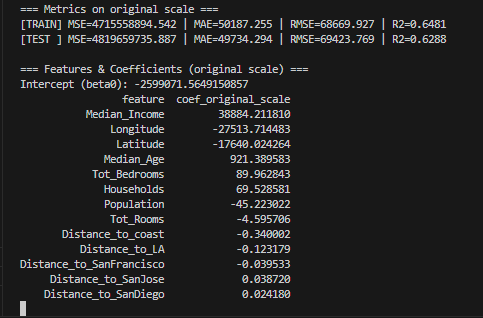 === Metrics on original scale ===
[TRAIN] MSE=4715558894.542 | MAE=50187.255 | RMSE=68669.927 | R2=0.6481
[TEST ] MSE=4819659735.887 | MAE=49734.294 | RMSE=69423.769 | R2=0.6288
=== Features & Coefficients (original scale) ===
Intercept (beta0): -2599071.5649150857
feature coef_original_scale
Median_Income 38884.211810
Longitude -27513.714483
Latitude -17640.024264
Median_Age 921.389583
Tot_Bedrooms 89.962843
Households 69.528581
Population -45.223022
Tot_Rooms -4.595706
Distance_to_coast -0.340002
Distance_to_LA -0.123179
Distance_to_SanFrancisco -0.039533
Distance_to_SanJose 0.038720
Distance_to_SanDiego 0.024180